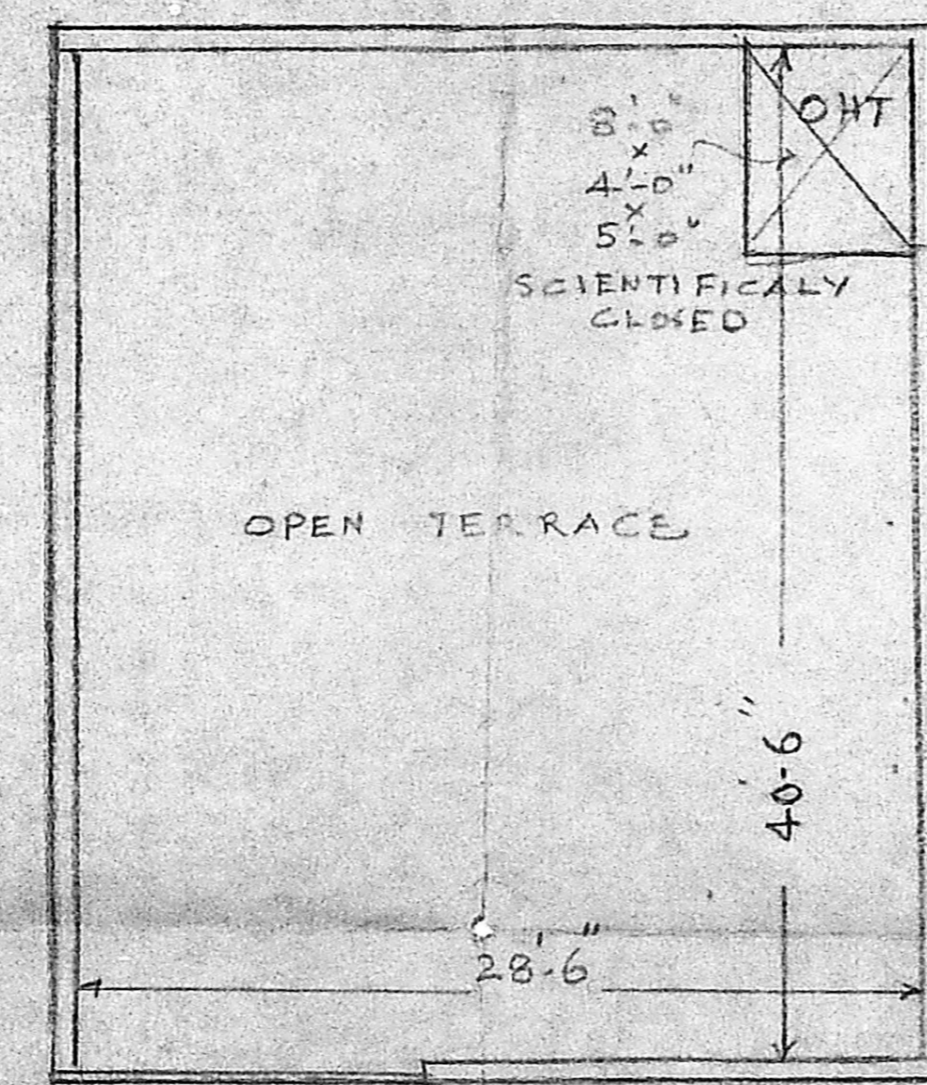 OHT
8'-0"
x
4'-0"
x
5'-0"
SCIENTIFICALY
CLOSED
OPEN TERRACE
40'-6"
28'-6"